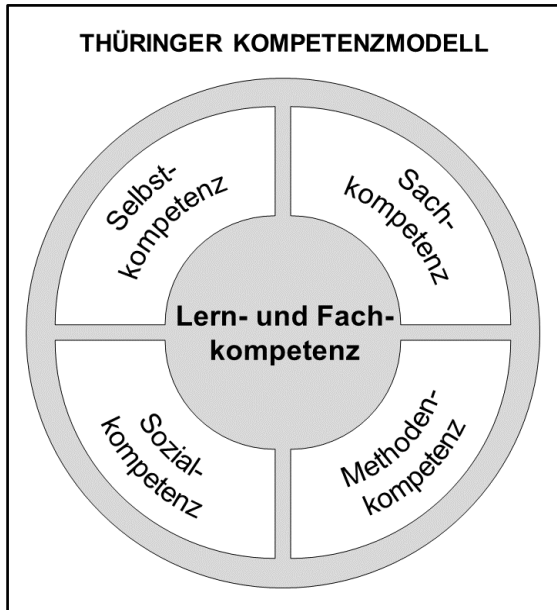 THÜRINGER KOMPETENZMODELL
Selbst-
kompetenz
Sach-
kompetenz
Lern- und Fach-
kompetenz
Sozial-
kompetenz
Methoden-
kompetenz